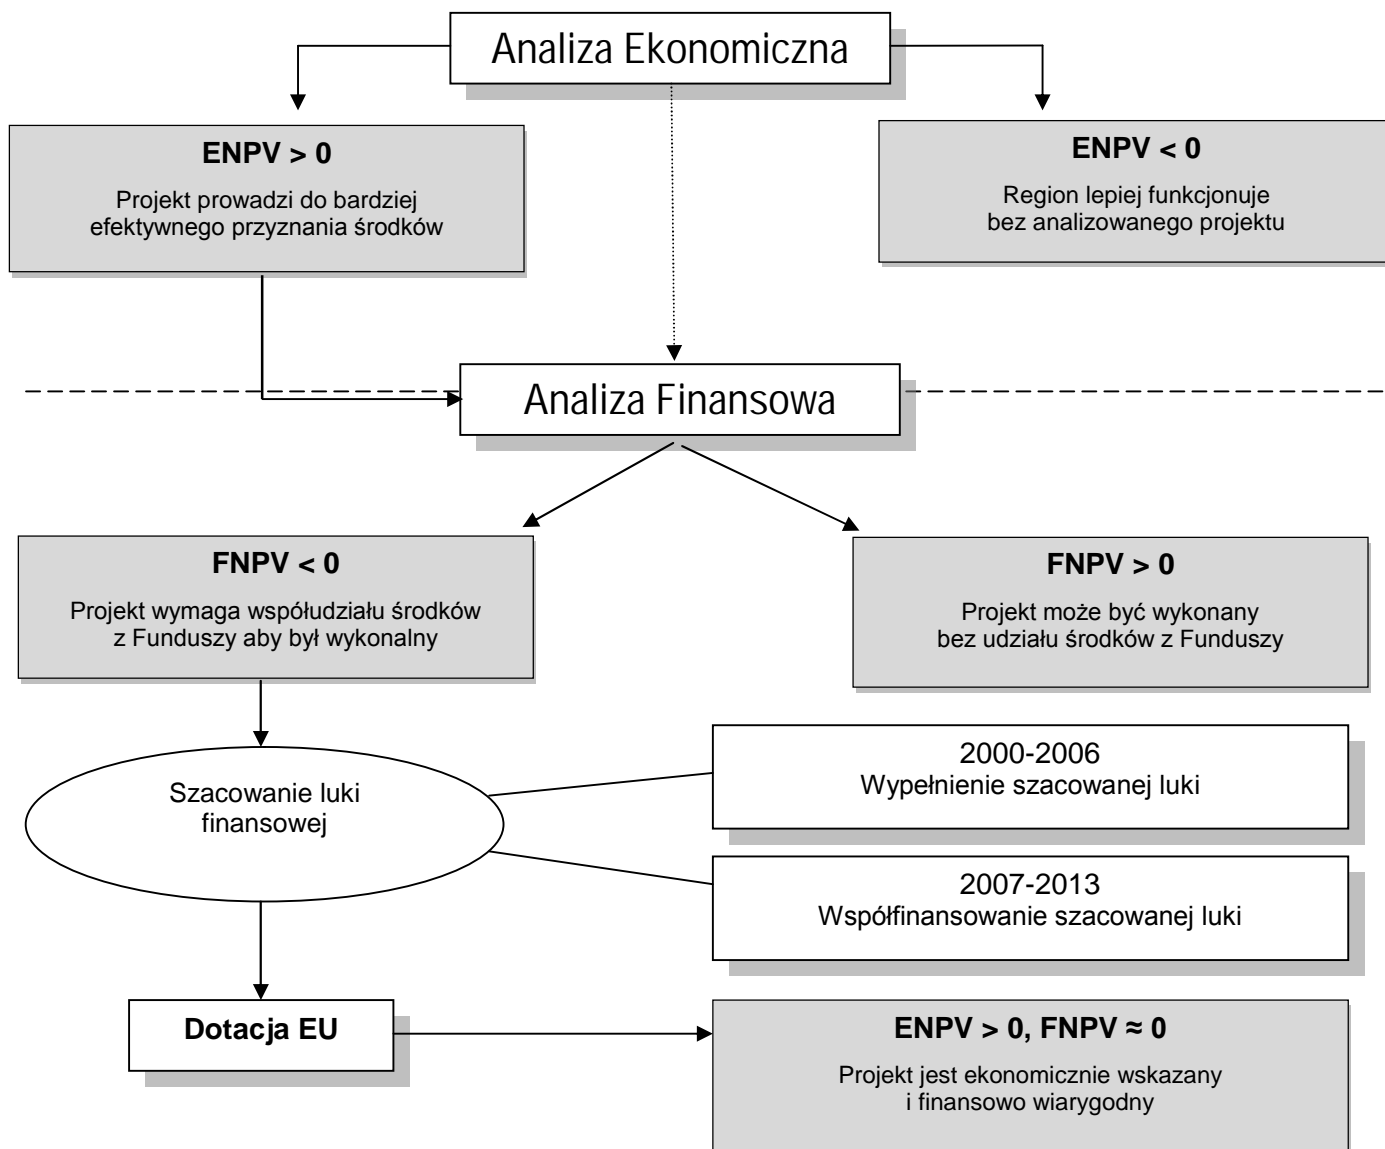 Analiza Ekonomiczna
ENPV > 0
Projekt prowadzi do bardziej
efektywnego przyznania środków
ENPV < 0
Region lepiej funkcjonuje
bez analizowanego projektu
Analiza Finansowa
FNPV < 0
Projekt wymaga współudziału środków
z Funduszy aby był wykonalny
FNPV > 0
Projekt może być wykonany
bez udziału środków z Funduszy
Szacowanie luki
finansowej
2000-2006
Wypełnienie szacowanej luki
2007-2013
Współfinansowanie szacowanej luki
Dotacja EU
ENPV > 0, FNPV ≈ 0
Projekt jest ekonomicznie wskazany
i finansowo wiarygodny